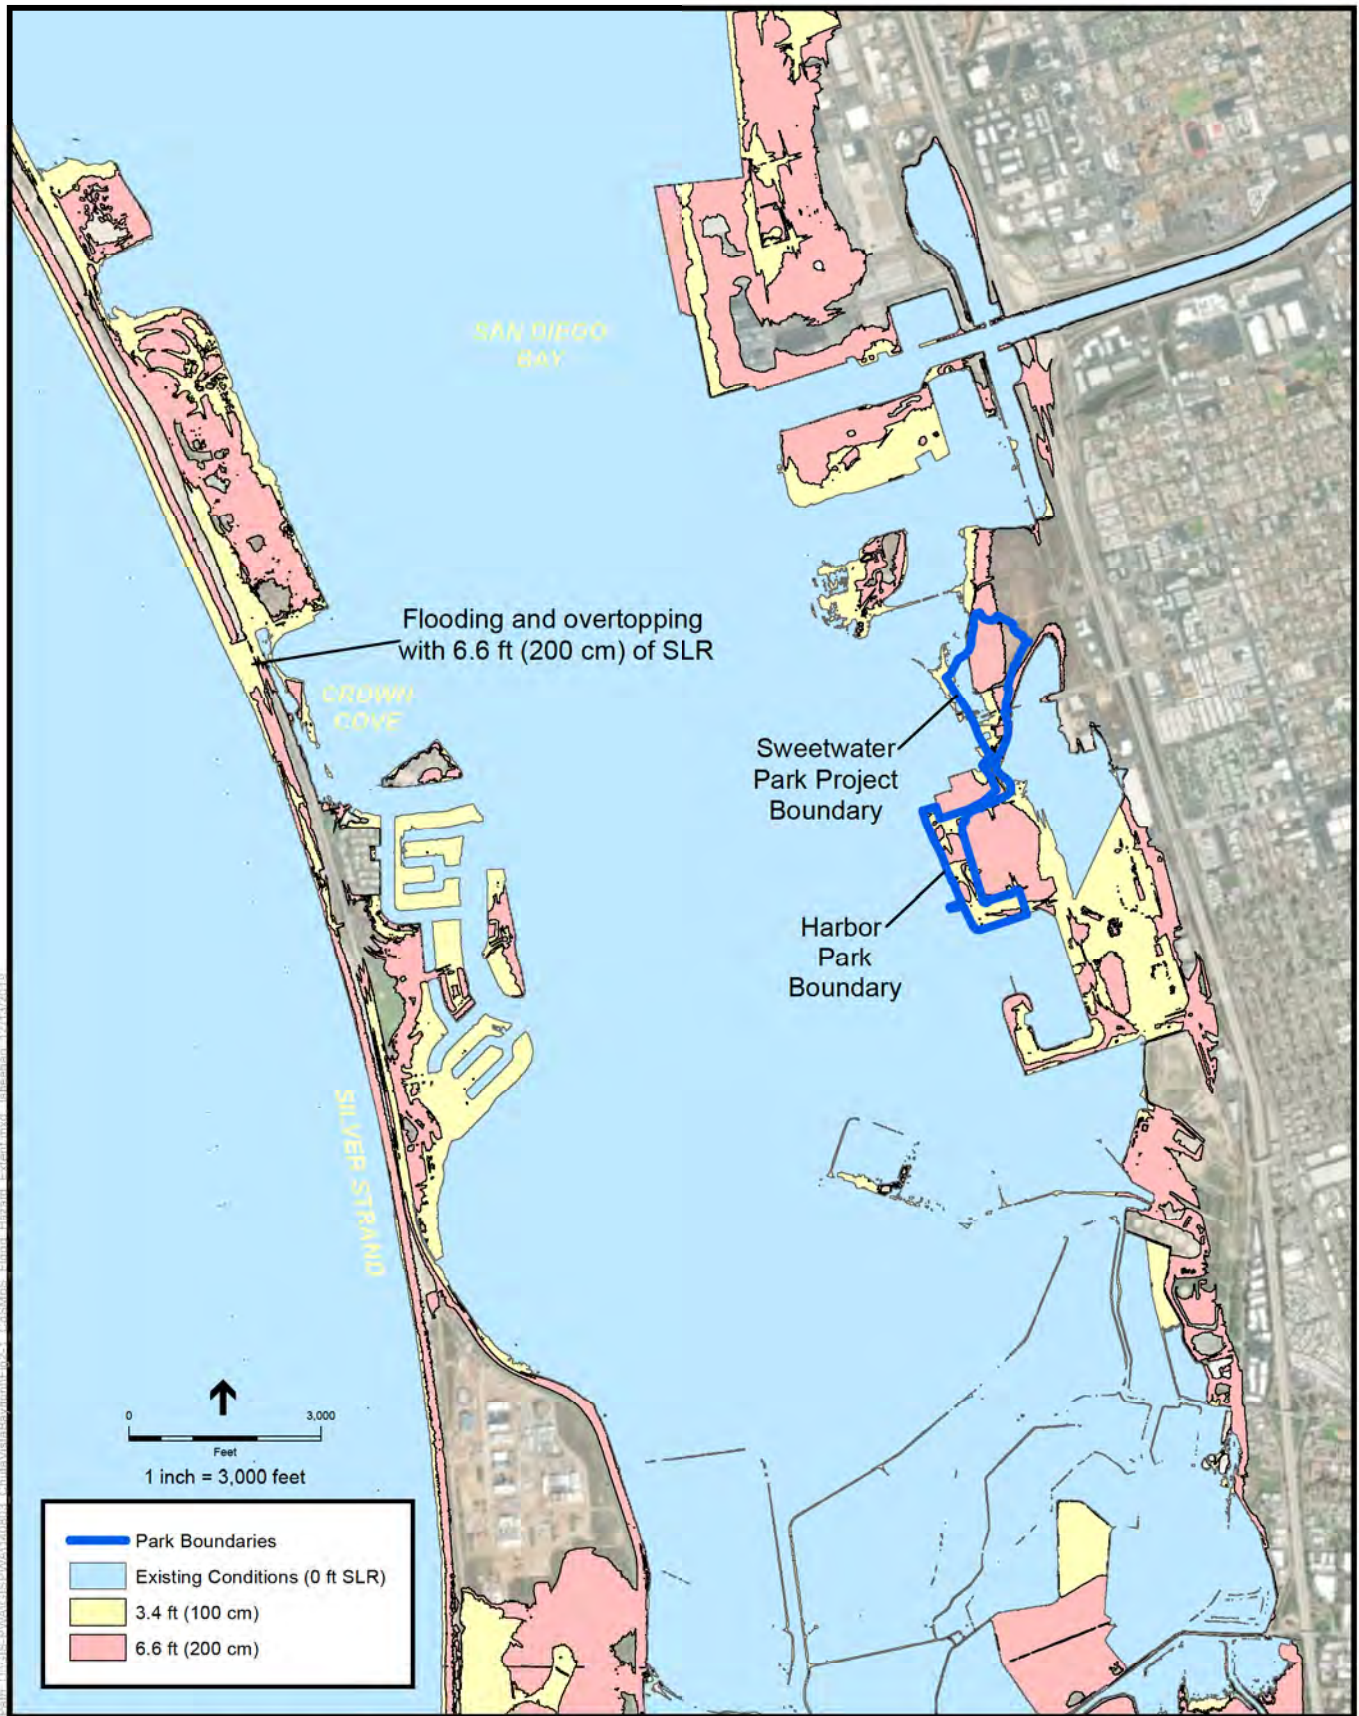 SAN DIEGO
BAY
Flooding and overtopping
with 6.6 ft (200 cm) of SLR
CROWN
COVE
Sweetwater
Park Project
Boundary
Harbor
Park
Boundary
SILVER STRAND
0 3,000
Feet
1 inch = 3,000 feet
Park Boundaries
Existing Conditions (0 ft SLR)
3.4 ft (100 cm)
6.6 ft (200 cm)